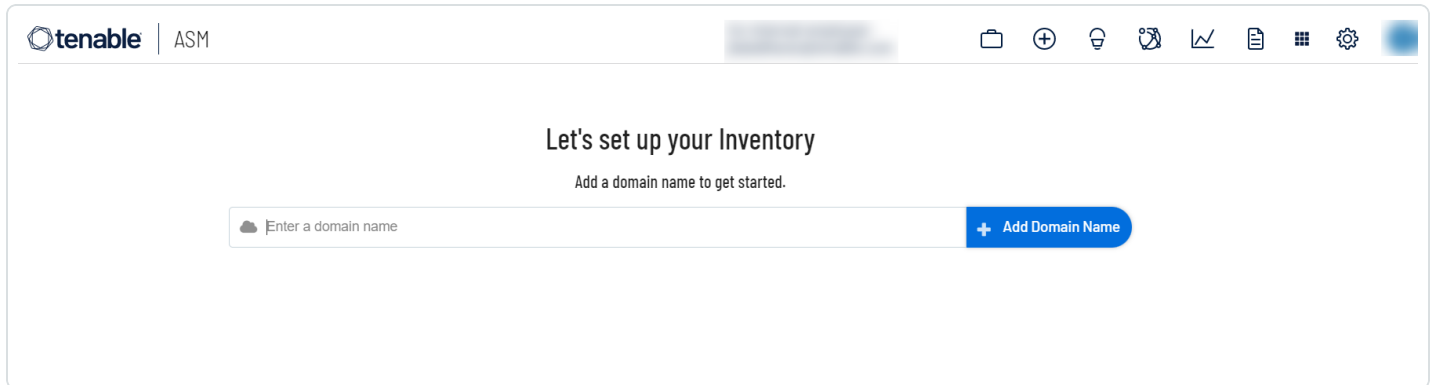 tenable ASM
Let's set up your Inventory
Add a domain name to get started.
Enter a domain name
Add Domain Name